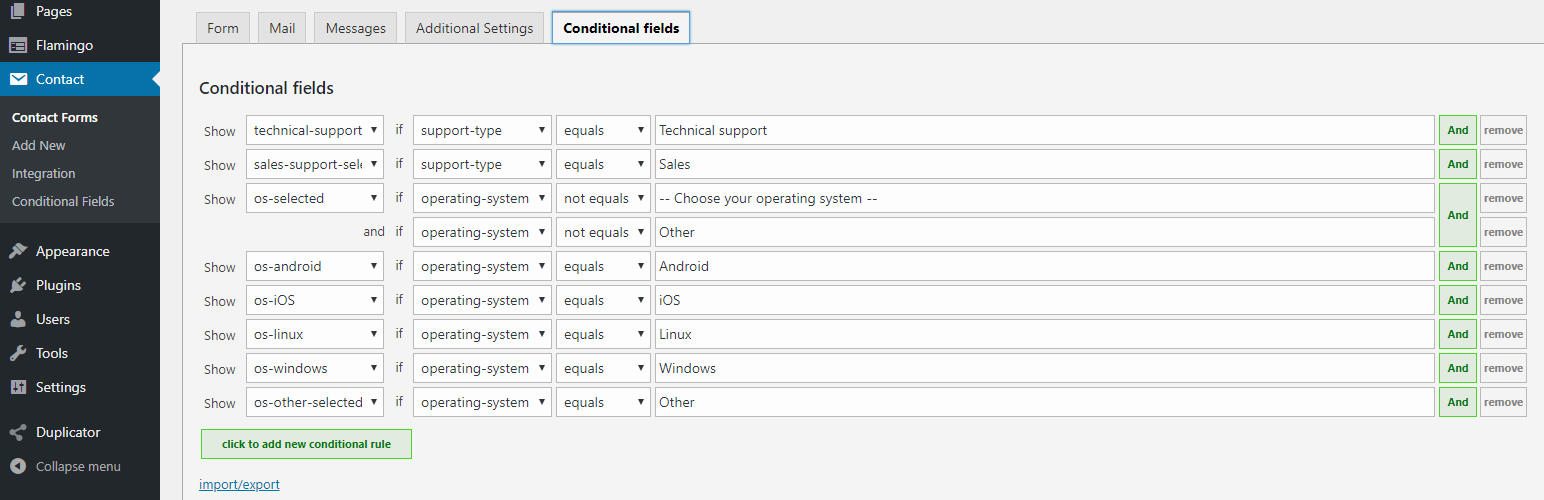 Pages
Flamingo
Contact
Contact Forms
Add New
Integration
Conditional Fields
Appearance
Plugins
Users
Tools
Settings
Duplicator
Collapse menu
Form Mail Messages Additional Settings Conditional fields
Conditional fields
Show technical-support if support-type equals Technical support And remove
Show sales-support-sele if support-type equals Sales And remove
Show os-selected if operating-system not equals -- Choose your operating system -- And remove
and if operating-system not equals Other remove
Show os-android if operating-system equals Android And remove
Show os-iOS if operating-system equals iOS And remove
Show os-linux if operating-system equals Linux And remove
Show os-windows if operating-system equals Windows And remove
Show os-other-selected if operating-system equals Other And remove
click to add new conditional rule
import/export